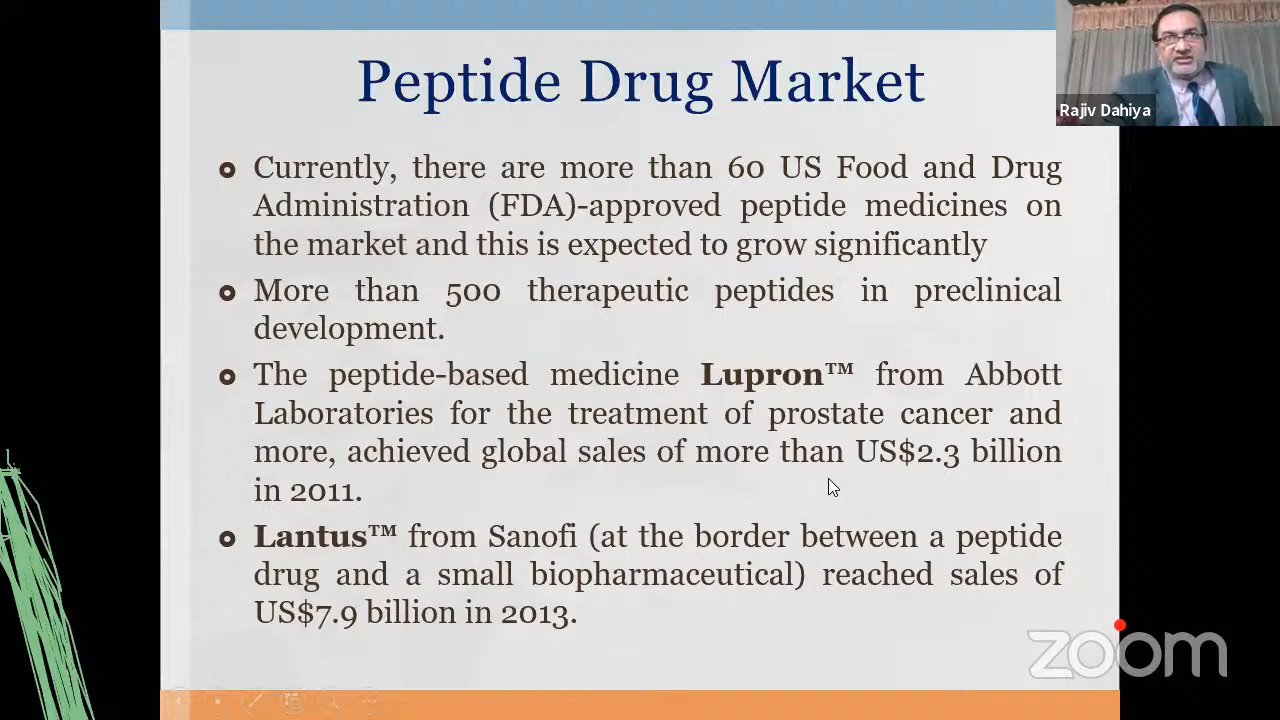 Peptide Drug Market
Rajiv Dahiya
Currently, there are more than 60 US Food and Drug
Administration (FDA)-approved peptide medicines on
the market and this is expected to grow significantly
More than 500 therapeutic peptides in preclinical
development.
The peptide-based medicine Lupron™ from Abbott
Laboratories for the treatment of prostate cancer and
more, achieved global sales of more than US$2.3 billion
in 2011.
Lantus™ from Sanofi (at the border between a peptide
drug and a small biopharmaceutical) reached sales of
US$7.9 billion in 2013.
zoom